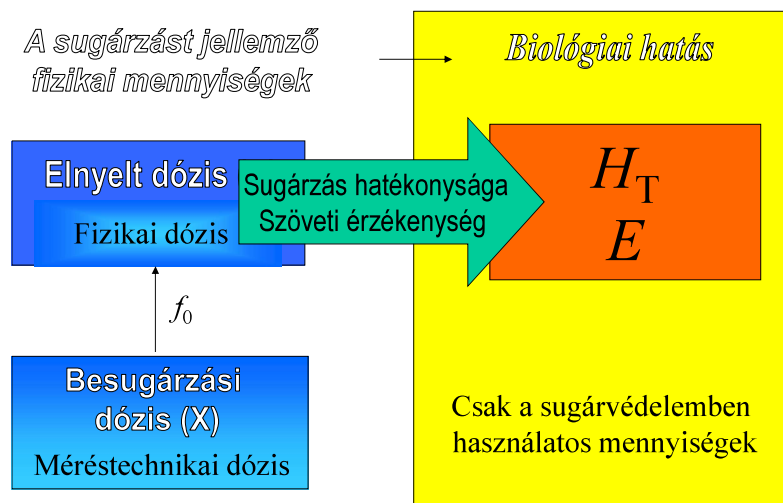 A sugárzást jellemző
fizikai mennyiségek
Biológiai hatás
Elnyelt dózis
Fizikai dózis
Sugárzás hatékonysága
Szöveti érzékenység
H_T
E
f_0
Besugárzási
dózis (X)
Méréstechnikai dózis
Csak a sugárvédelemben
használatos mennyiségek